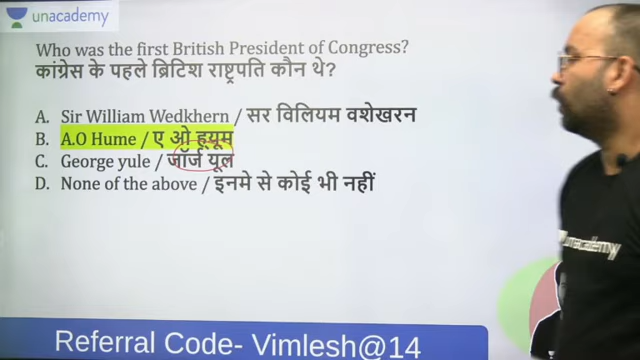 unacademy
Who was the first British President of Congress?
कांग्रेस के पहले ब्रिटिश राष्ट्रपति कौन थे?
A. Sir William Wedkhern / सर विलियम वशेखरन
B. A.O Hume / ए ओ ह्यूम
C. George yule / जॉर्ज यूल
D. None of the above / इनमे से कोई भी नहीं
unacademy
Referral Code- Vimlesh@14